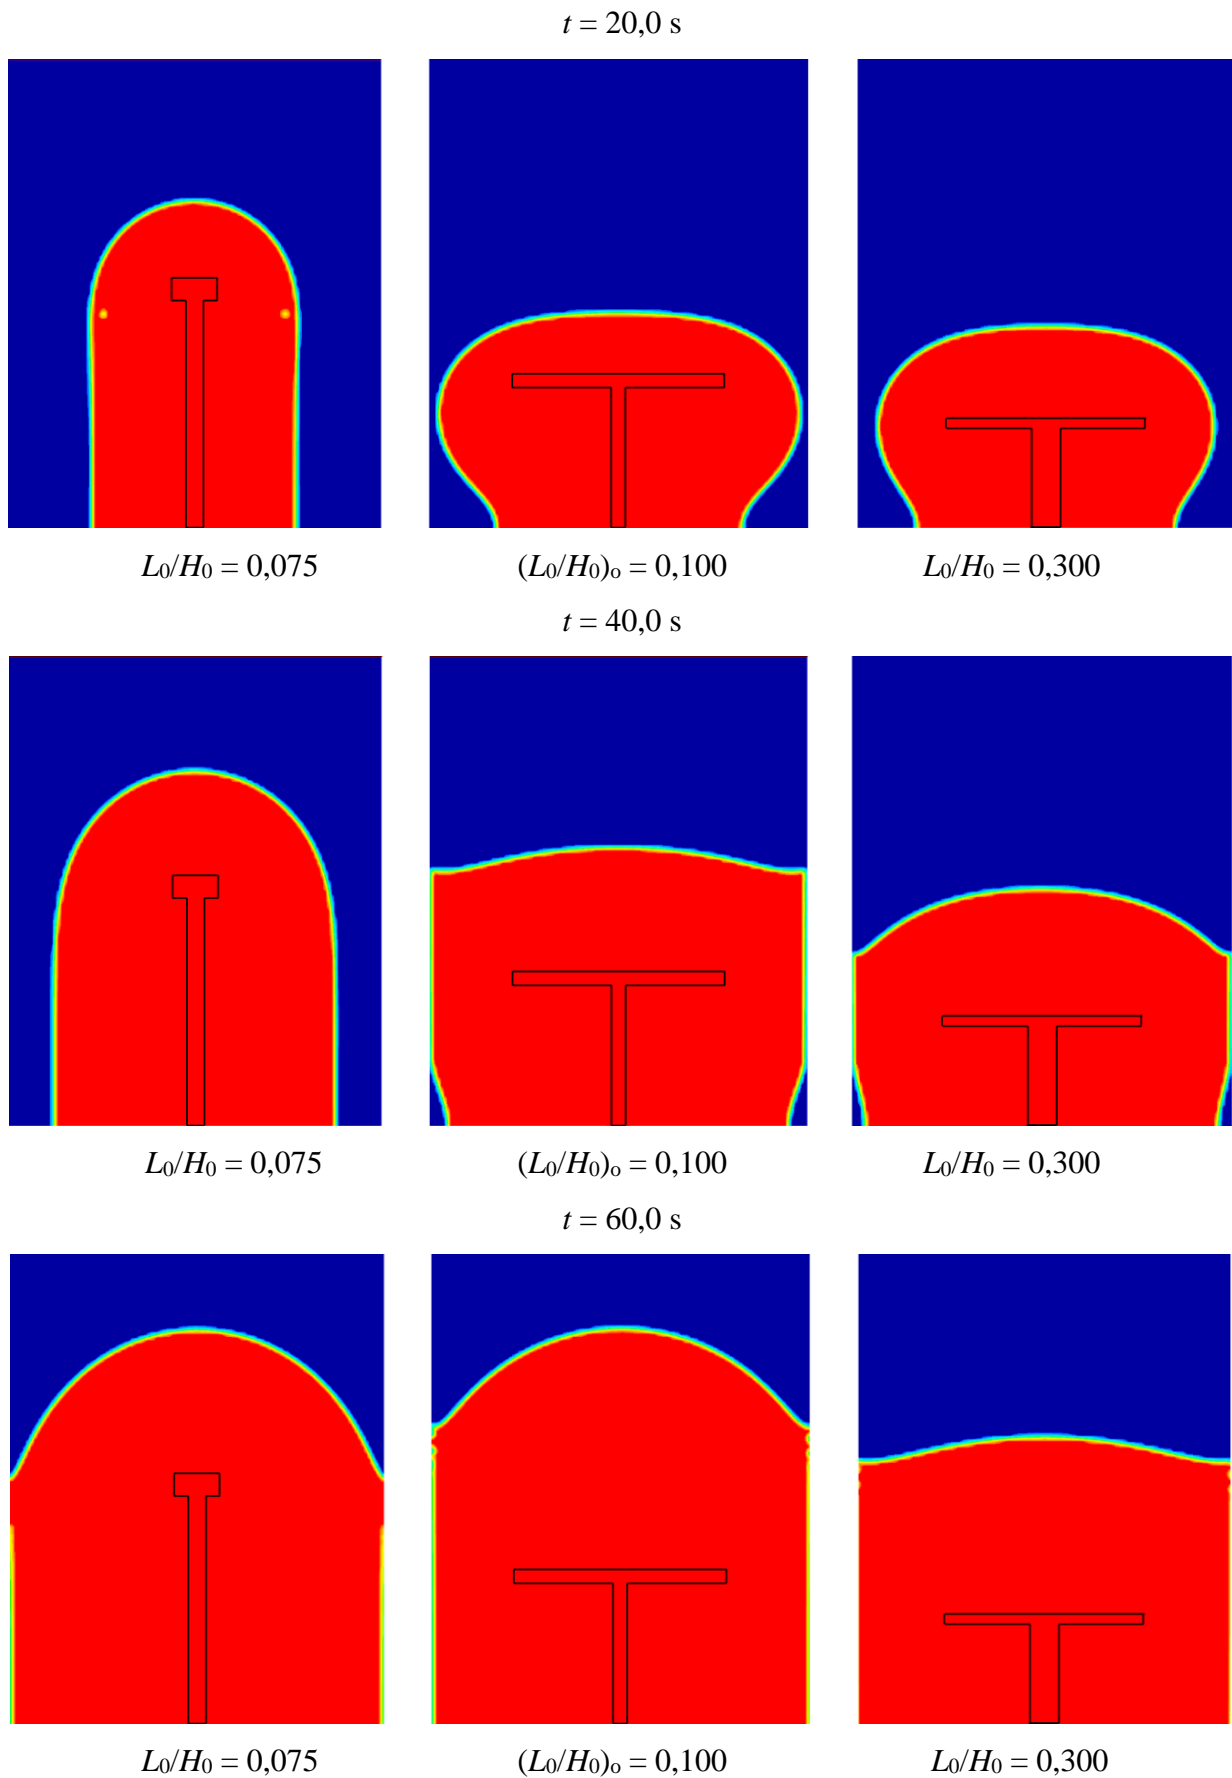 t = 20,0 s
L₀/H₀ = 0,075 (L₀/H₀)ₒ = 0,100 L₀/H₀ = 0,300
t = 40,0 s
L₀/H₀ = 0,075 (L₀/H₀)ₒ = 0,100 L₀/H₀ = 0,300
t = 60,0 s
L₀/H₀ = 0,075 (L₀/H₀)ₒ = 0,100 L₀/H₀ = 0,300